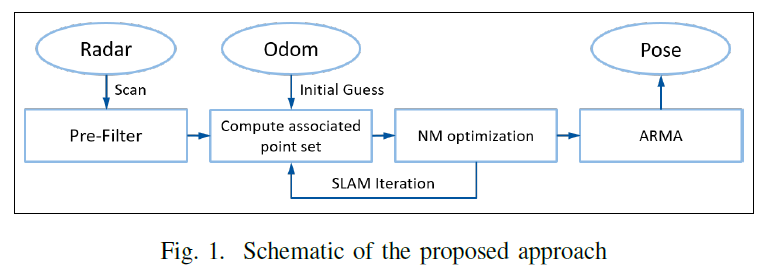 Radar
Odom
Pose
Scan
Initial Guess
Pre-Filter
Compute associated
point set
NM optimization
ARMA
SLAM Iteration
Fig. 1. Schematic of the proposed approach